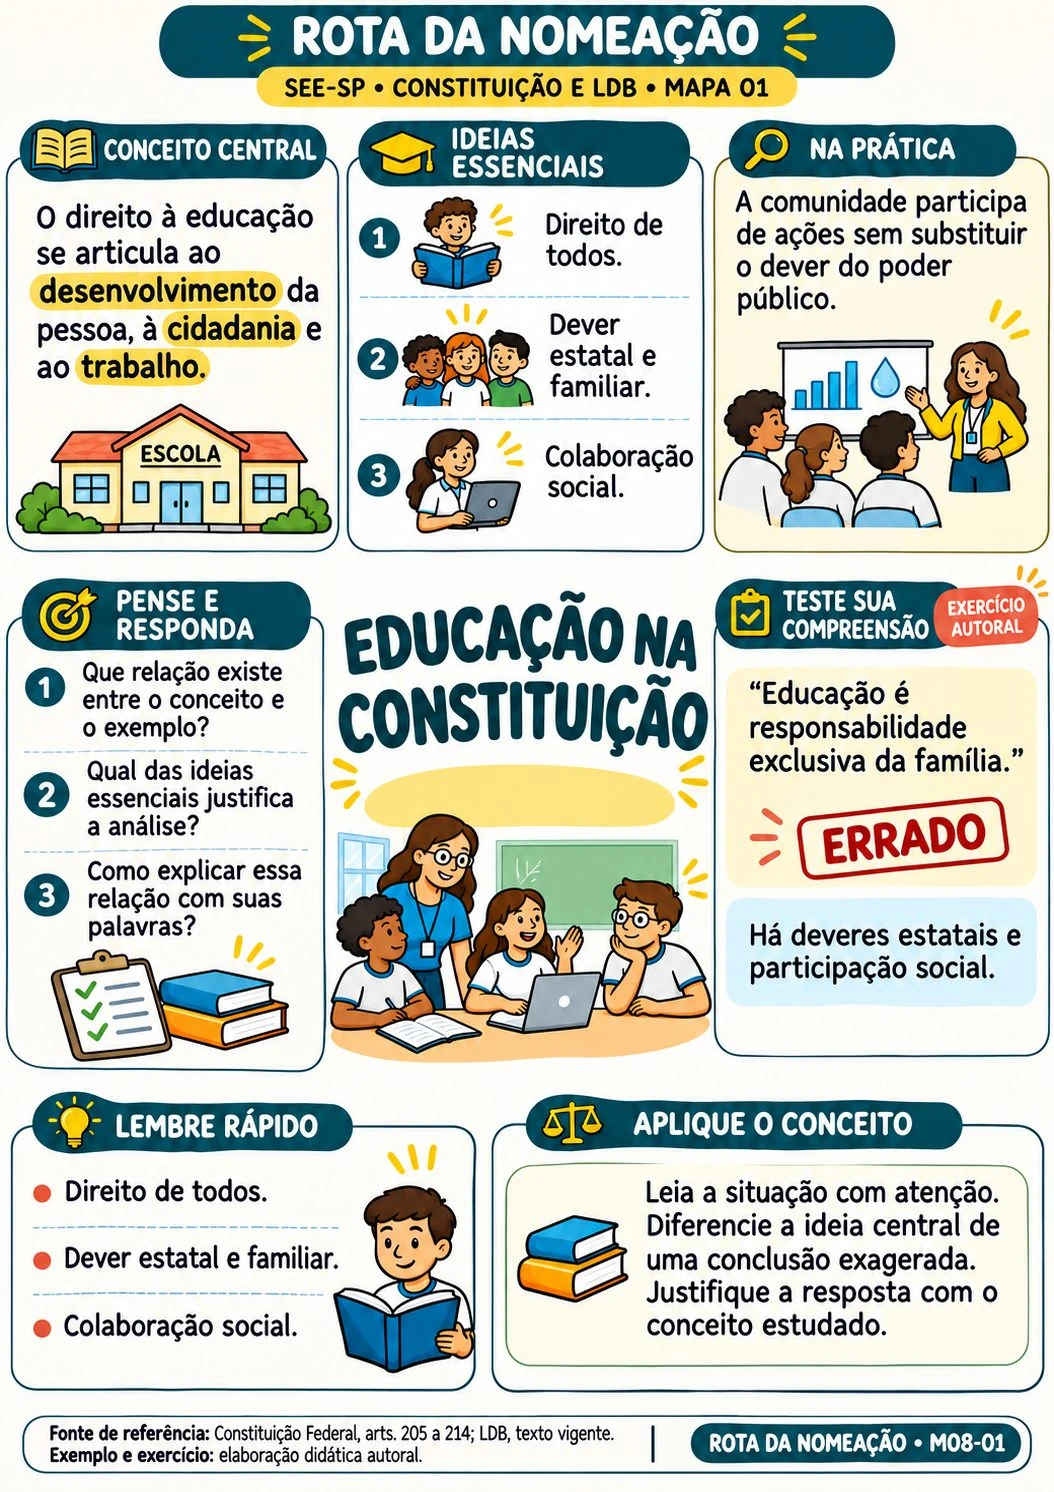 ROTA DA NOMEAÇÃO
SEE-SP • CONSTITUIÇÃO E LDB • MAPA 01
CONCEITO CENTRAL
O direito à educação
se articula ao
desenvolvimento da
pessoa, à cidadania e
ao trabalho.
ESCOLA
IDEIAS
ESSENCIAIS
1
Direito de
todos.
2
Dever
estatal e
familiar.
3
Colaboração
social.
NA PRÁTICA
A comunidade participa
de ações sem substituir
o dever do poder
público.
PENSE E
RESPONDA
1
Que relação existe
entre o conceito e
o exemplo?
2
Qual das ideias
essenciais justifica
a análise?
3
Como explicar essa
relação com suas
palavras?
EDUCAÇÃO NA
CONSTITUIÇÃO
TESTE SUA
COMPREENSÃO
EXERCÍCIO
AUTORAL
“Educação é
responsabilidade
exclusiva da família.”
ERRADO
Há deveres estatais e
participação social.
LEMBRE RÁPIDO
Direito de todos.
Dever estatal e familiar.
Colaboração social.
APLIQUE O CONCEITO
Leia a situação com atenção.
Diferencie a ideia central de
uma conclusão exagerada.
Justifique a resposta com o
conceito estudado.
Fonte de referência: Constituição Federal, arts. 205 a 214; LDB, texto vigente.
Exemplo e exercício: elaboração didática autoral.
ROTA DA NOMEAÇÃO • M08-01